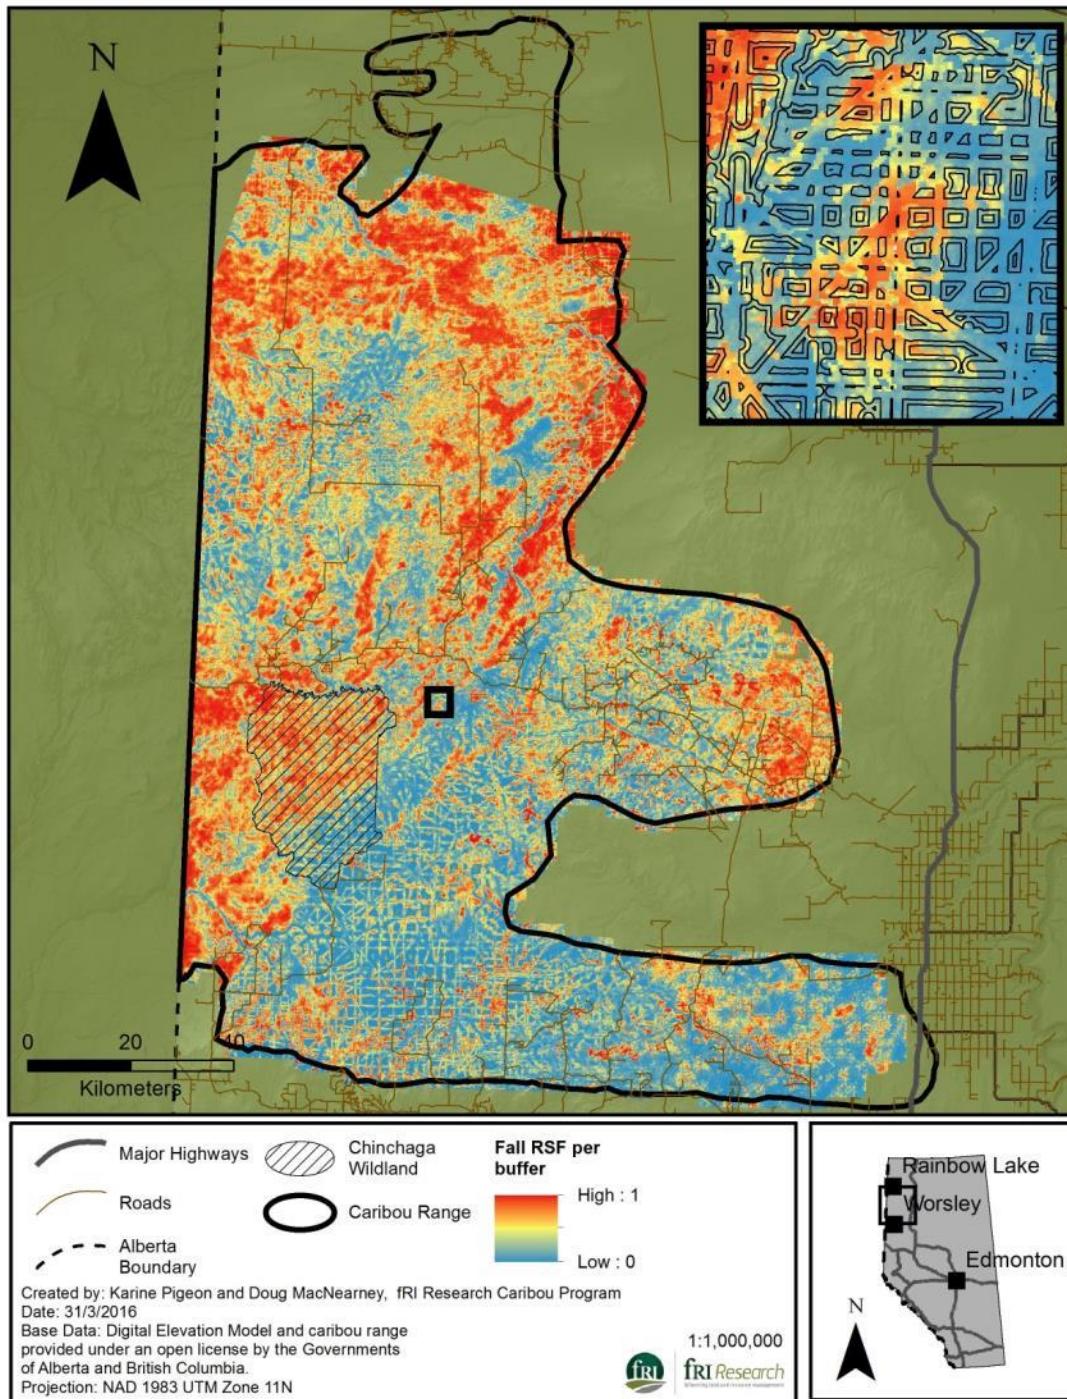 N
0 20 40
Kilometers
Major Highways
Roads
Alberta
Boundary
Chinchaga
Wildland
Caribou Range
Fall RSF per
buffer
High : 1
Low : 0
Created by: Karine Pigeon and Doug MacNearney, fRI Research Caribou Program
Date: 31/3/2016
Base Data: Digital Elevation Model and caribou range
provided under an open license by the Governments
of Alberta and British Columbia.
Projection: NAD 1983 UTM Zone 11N
1:1,000,000
fRI
fRI Research
Rainbow Lake
Worsley
Edmonton
N